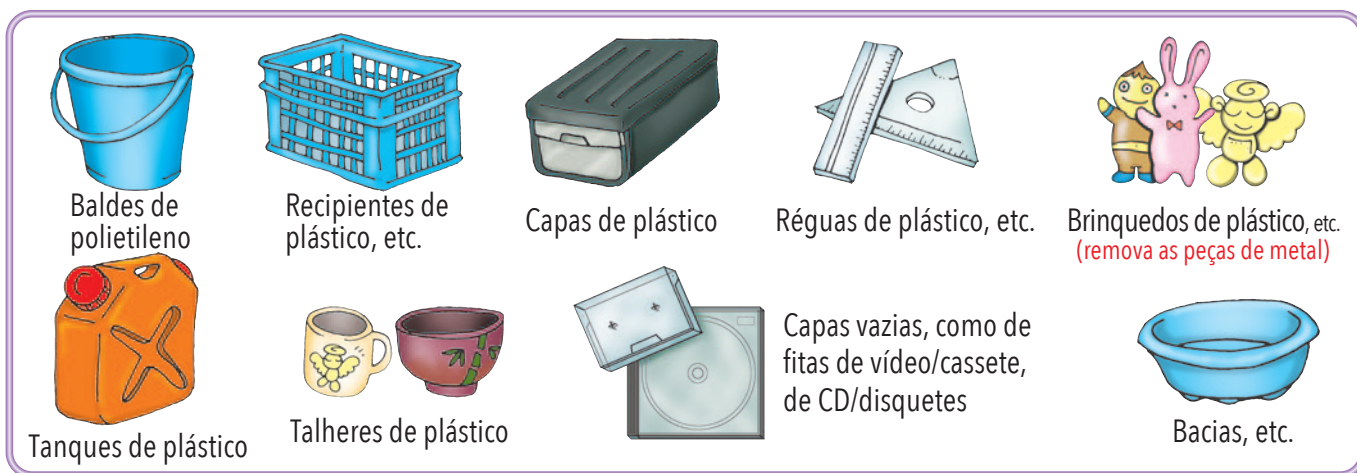 Baldes de
polietileno
Recipientes de
plástico, etc.
Capas de plástico
Réguas de plástico, etc.
Brinquedos de plástico, etc.
(remova as peças de metal)
Tanques de plástico
Talheres de plástico
Capas vazias, como de
fitas de vídeo/cassete,
de CD/disquetes
Bacias, etc.